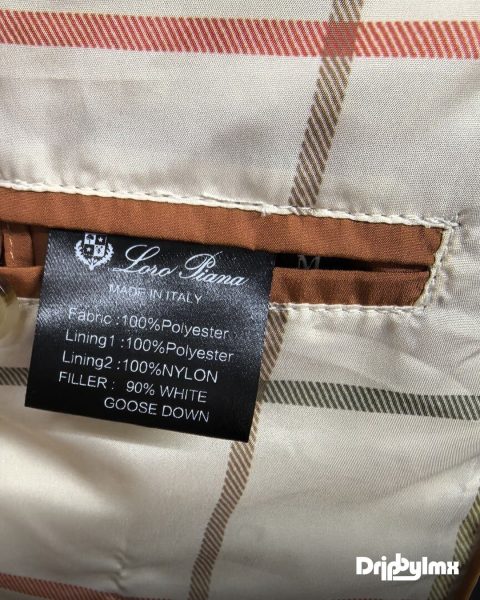 Loro Piana
MADE IN ITALY
Fabric :100%Polyester
Lining1 :100%Polyester
Lining2 :100%NYLON
FILLER : 90% WHITE
GOOSE DOWN
M
Dripbylmx